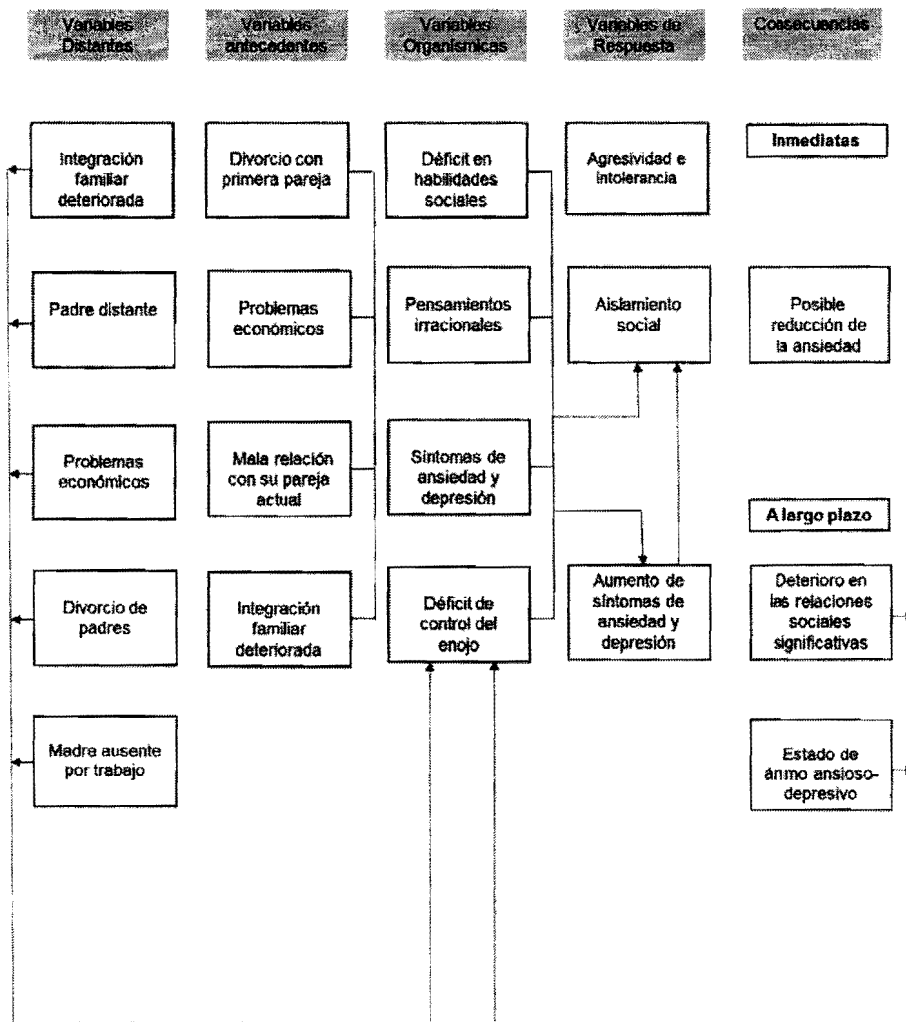 Variables
Distantes
Variables
antecedentes
Variables
Organísmicas
Variables de
Respuesta
Consecuencias
Integración
familiar
deteriorada
Divorcio con
primera pareja
Déficit en
habilidades
sociales
Agresividad e
intolerancia
Inmediatas
Padre distante
Problemas
económicos
Pensamientos
irracionales
Aislamiento
social
Posible
reducción de
la ansiedad
Problemas
económicos
Mala relación
con su pareja
actual
Síntomas de
ansiedad y
depresión
A largo plazo
Divorcio de
padres
Integración
familiar
deteriorada
Déficit de
control del
enojo
Aumento de
síntomas de
ansiedad y
depresión
Deterioro en
las relaciones
sociales
significativas
Madre ausente
por trabajo
Estado de
ánimo ansioso-
depresivo